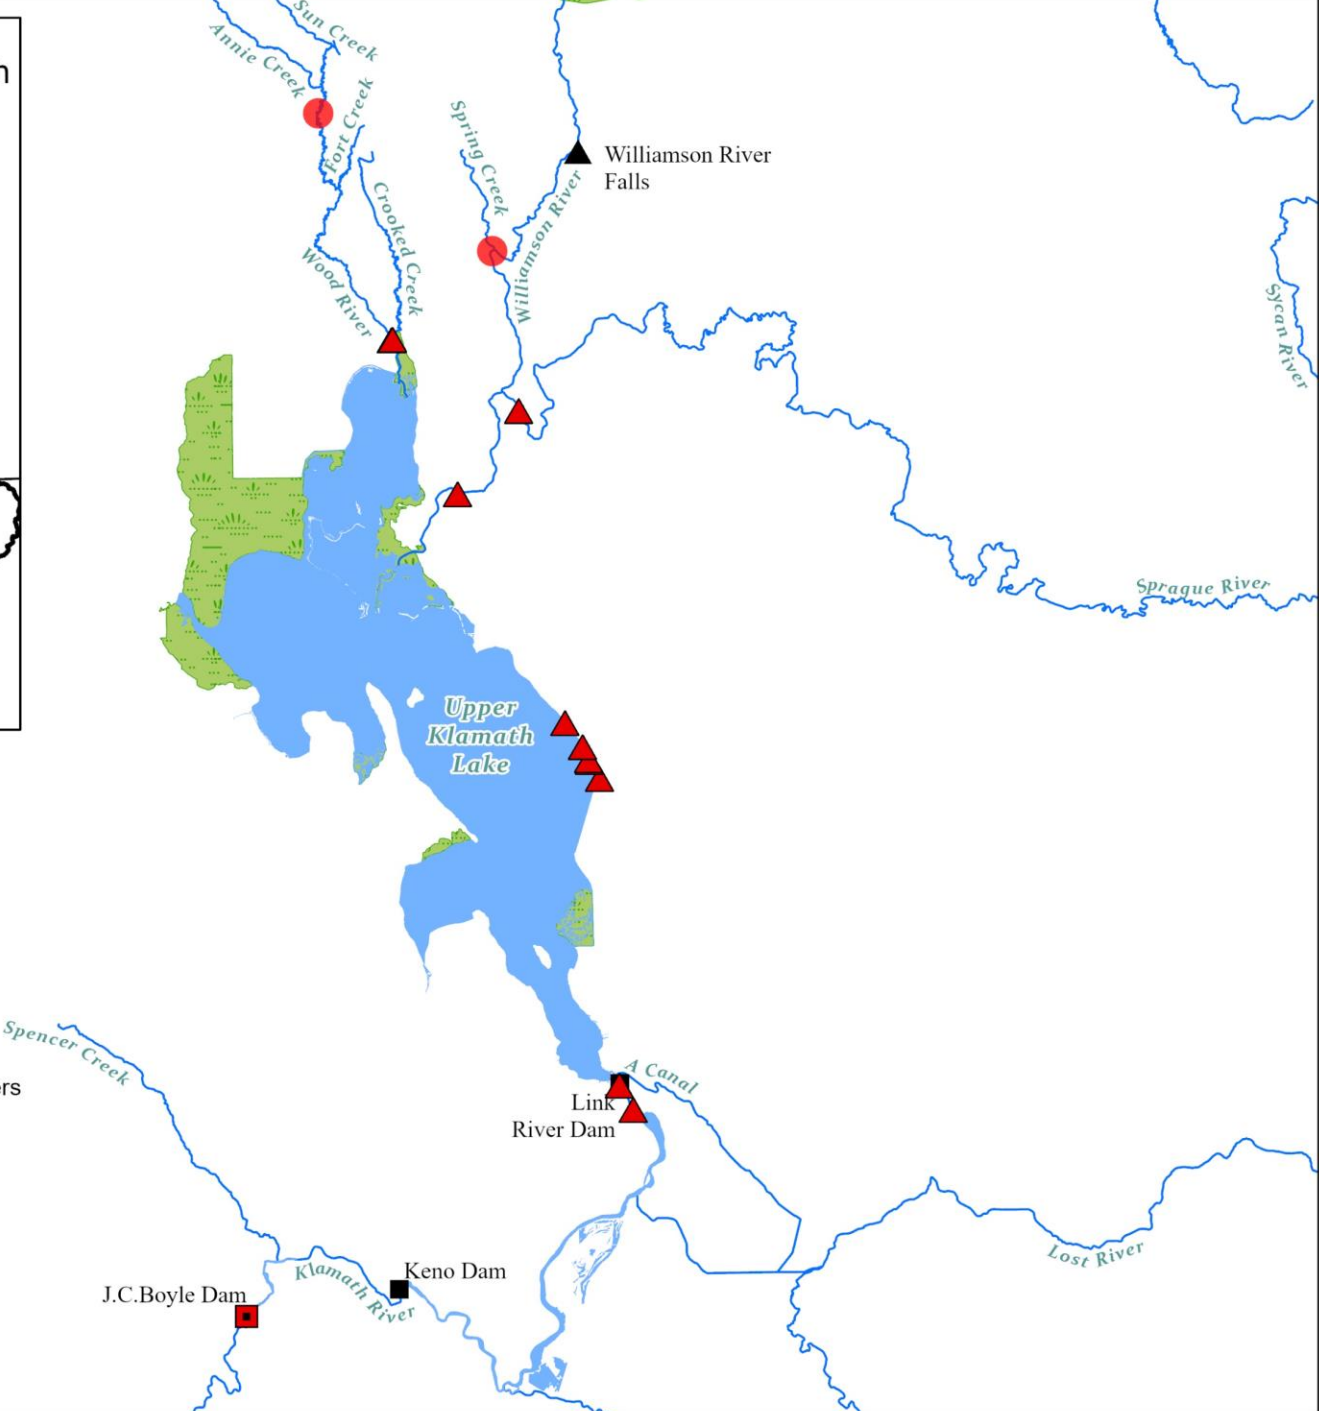 Sun Creek
Annie Creek
Fort Creek
Spring Creek
Williamson River
Falls
Crooked Creek
Williamson River
Wood River
Sycan River
Sprague River
Upper
Klamath
Lake
Spencer Creek
A Canal
Link
River Dam
Lost River
Klamath River
Keno Dam
J.C.Boyle Dam